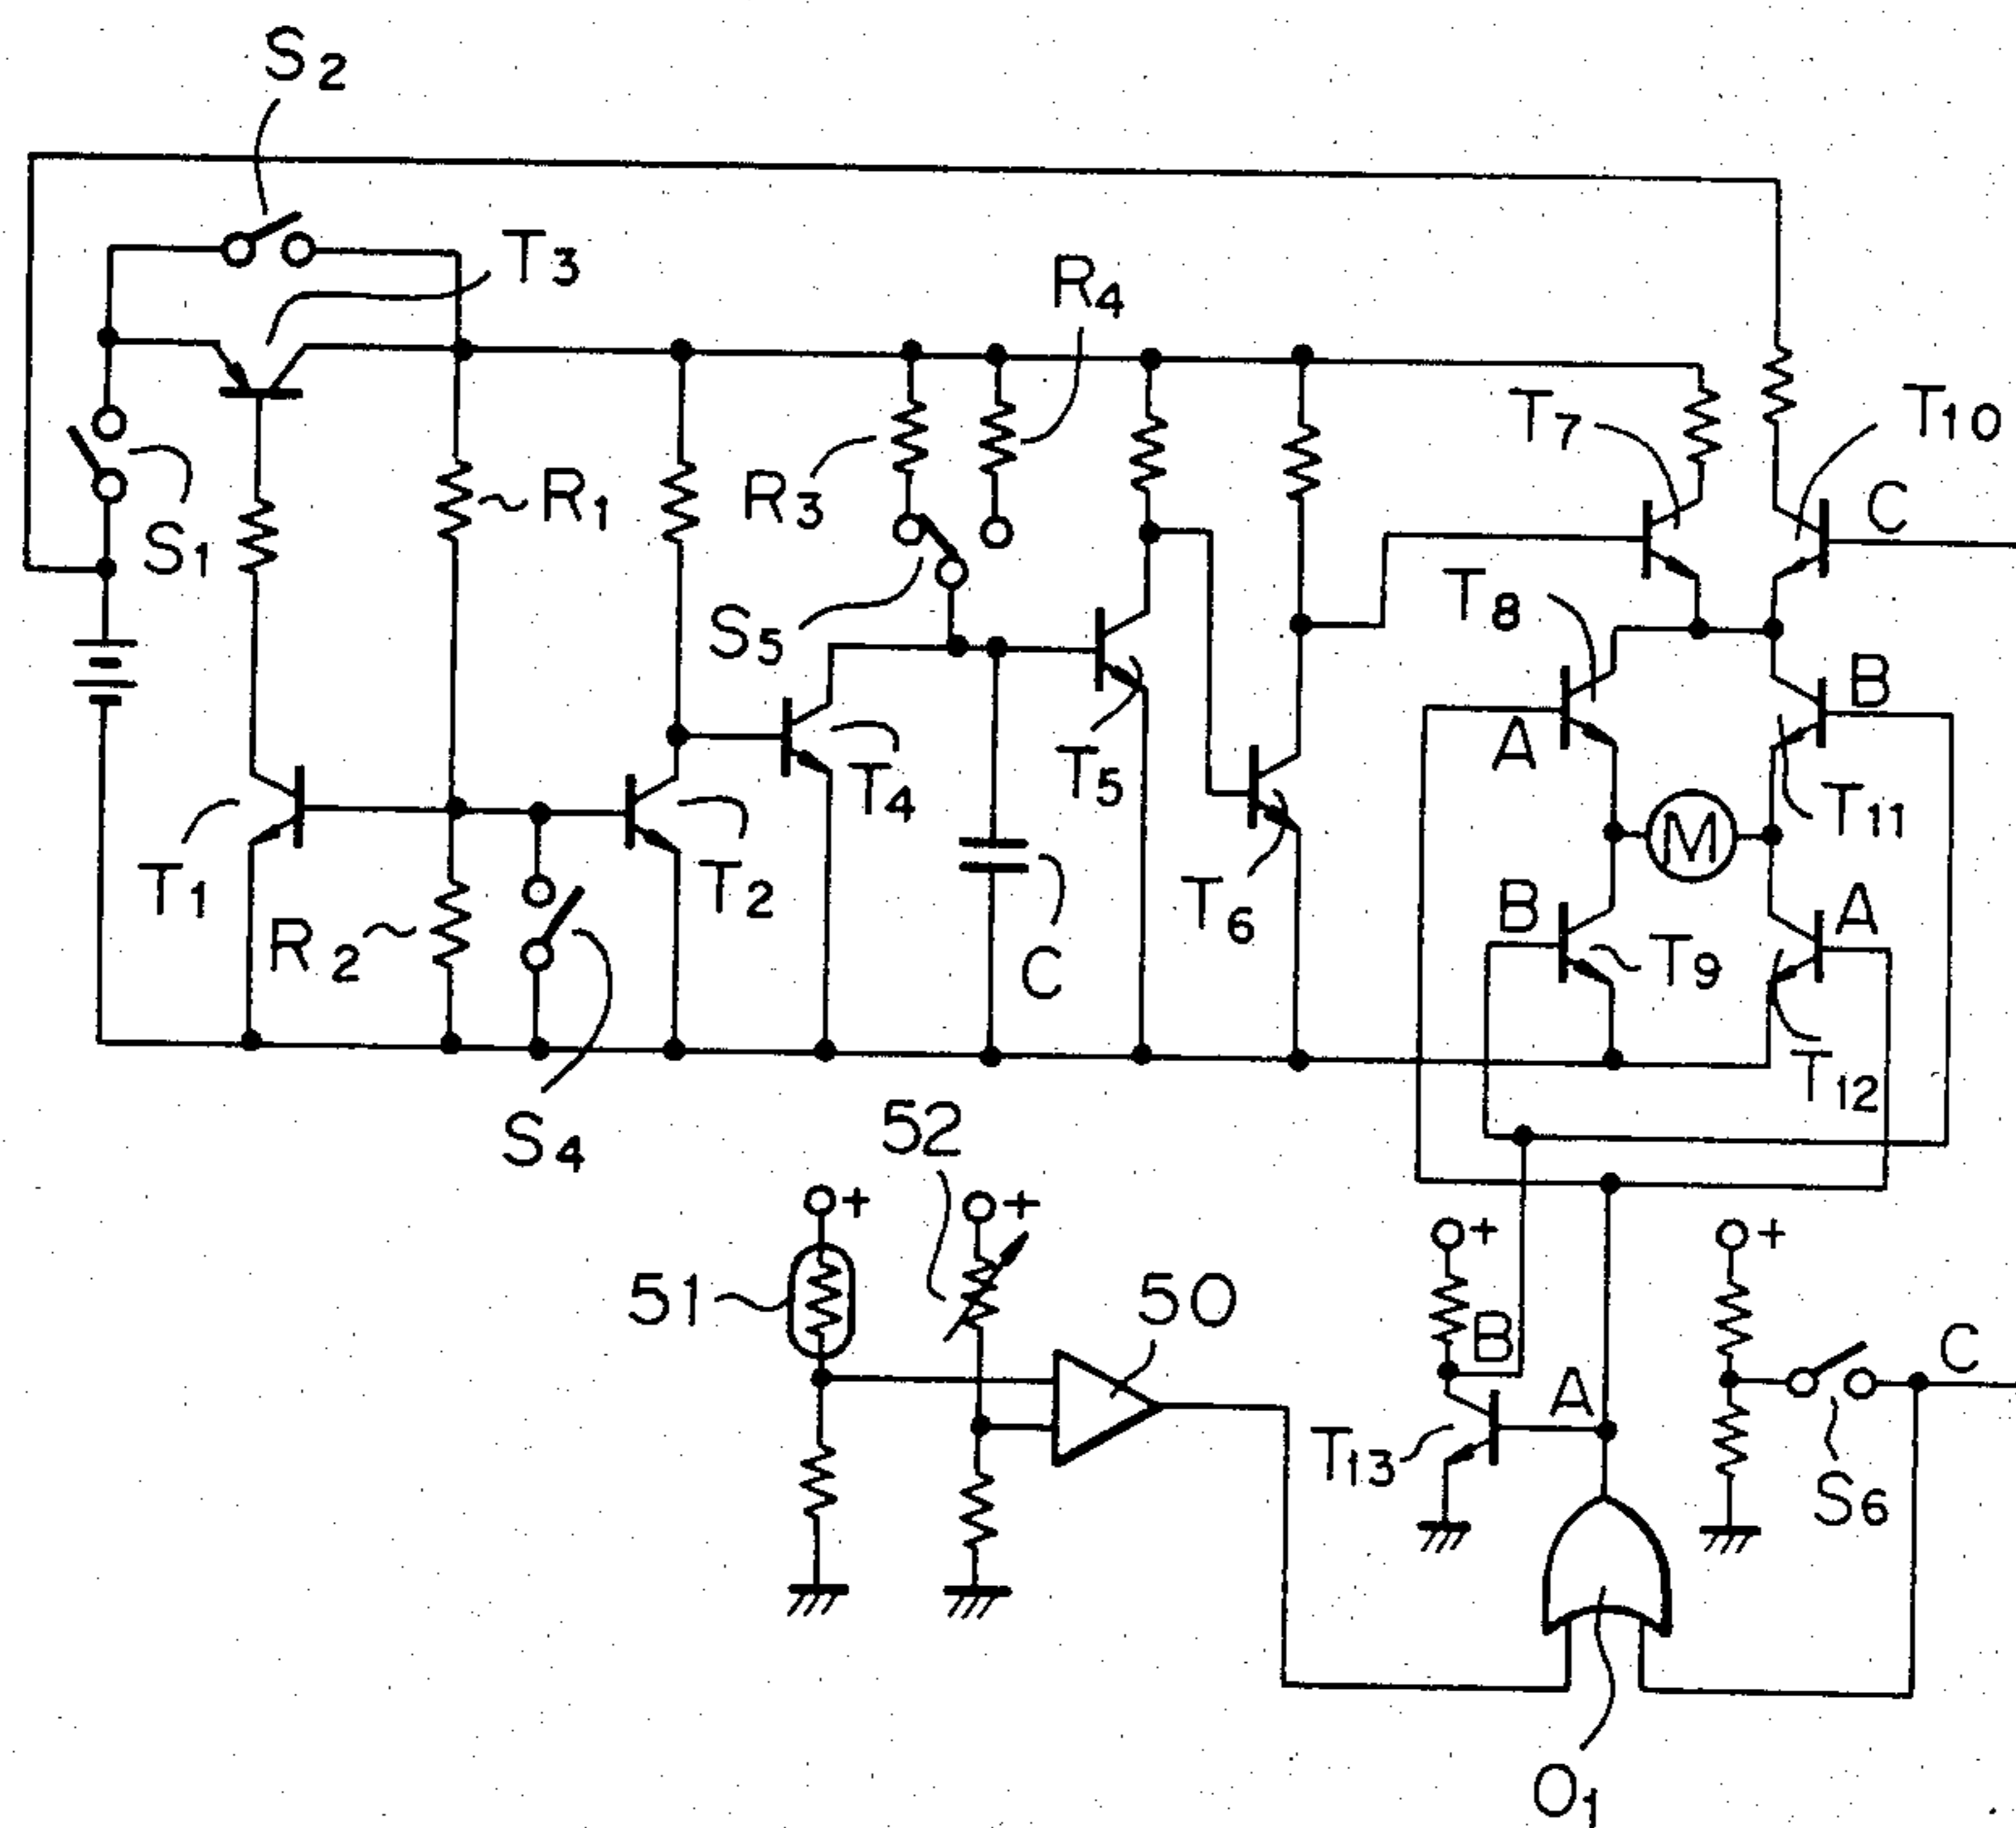 S2
T3
R4
T7
T10
C
R3
R1
S1
T8
S5
B
A
T5
T4
T11
M
T1
T2
T6
B
A
R2
C
T9
T12
S4
52
+
+
+
+
51
50
B
C
A
T13
S6
O1